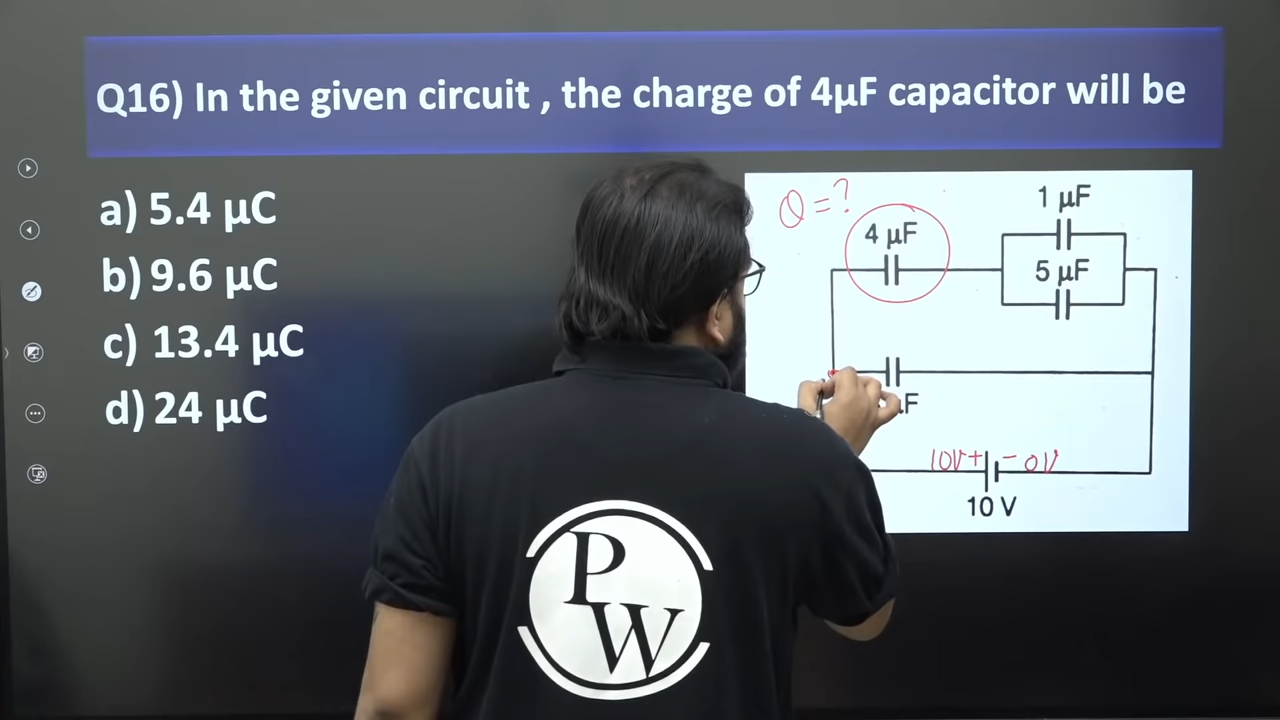 Q16) In the given circuit , the charge of 4µF capacitor will be
a) 5.4 µC
b) 9.6 µC
c) 13.4 µC
d) 24 µC
Q = ?
1 µF
4 µF
5 µF
F
10V + − 0V
10 V
P
W